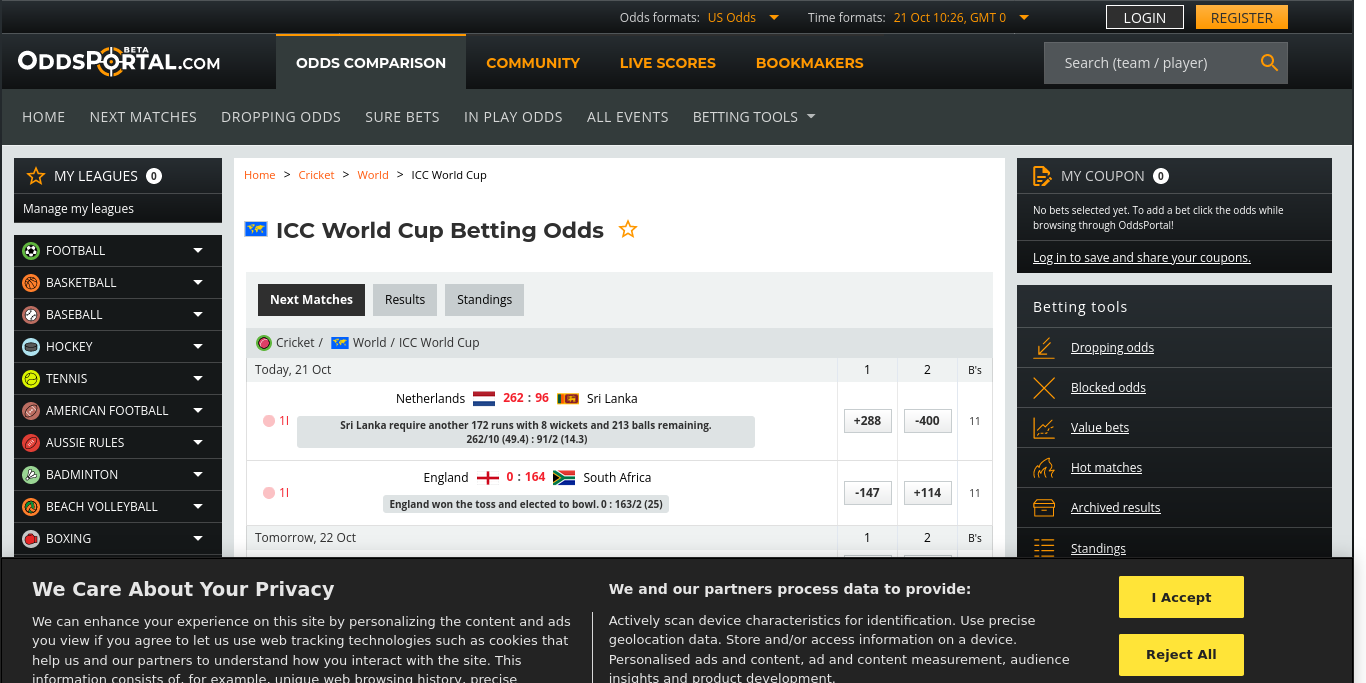 Odds formats: US Odds Time formats: 21 Oct 10:26, GMT 0 LOGIN REGISTER
ODDSPORTAL.COM BETA ODDS COMPARISON COMMUNITY LIVE SCORES BOOKMAKERS Search (team / player)
HOME NEXT MATCHES DROPPING ODDS SURE BETS IN PLAY ODDS ALL EVENTS BETTING TOOLS
MY LEAGUES 0
Manage my leagues
FOOTBALL
BASKETBALL
BASEBALL
HOCKEY
TENNIS
AMERICAN FOOTBALL
AUSSIE RULES
BADMINTON
BEACH VOLLEYBALL
BOXING
Home > Cricket > World > ICC World Cup
ICC World Cup Betting Odds
Next Matches Results Standings
Cricket / World / ICC World Cup
Today, 21 Oct 1 2 B's
Netherlands 262 : 96 Sri Lanka
1I Sri Lanka require another 172 runs with 8 wickets and 213 balls remaining. +288 -400 11
262/10 (49.4) : 91/2 (14.3)
England 0 : 164 South Africa
1I England won the toss and elected to bowl. 0 : 163/2 (25) -147 +114 11
Tomorrow, 22 Oct 1 2 B's
MY COUPON 0
No bets selected yet. To add a bet click the odds while
browsing through OddsPortal!
Log in to save and share your coupons.
Betting tools
Dropping odds
Blocked odds
Value bets
Hot matches
Archived results
Standings
We Care About Your Privacy
We can enhance your experience on this site by personalizing the content and ads
you view if you agree to let us use web tracking technologies such as cookies that
help us and our partners to understand how you interact with the site. This
information consists of, for example, unique web browsing history, precise
We and our partners process data to provide:
Actively scan device characteristics for identification. Use precise
geolocation data. Store and/or access information on a device.
Personalised ads and content, ad and content measurement, audience
insights and product development.
I Accept
Reject All